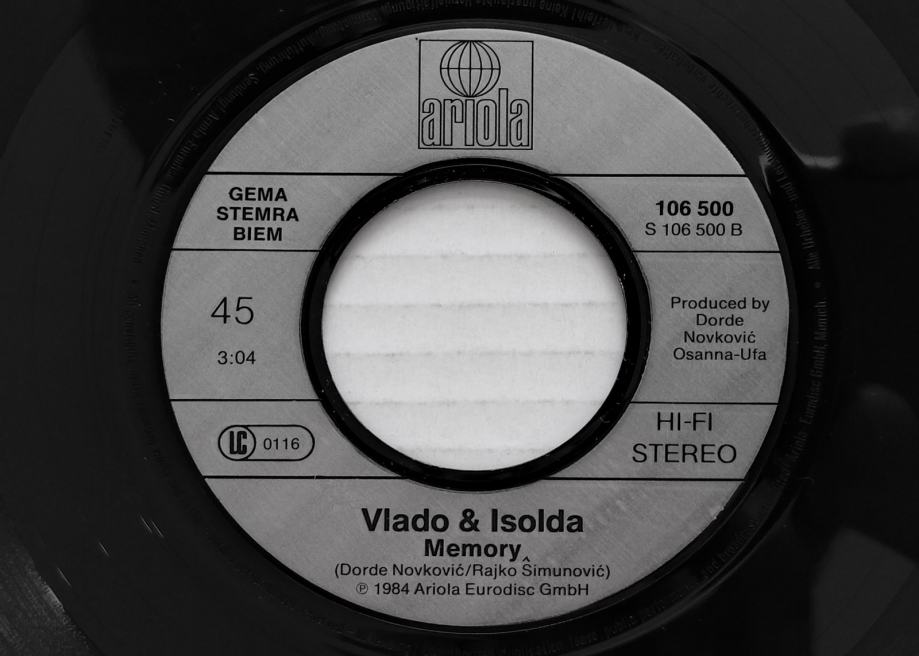 ariola
GEMA
STEMRA
BIEM
106 500
S 106 500 B
45
3:04
Produced by
Dorde
Novković
Osanna-Ufa
LC 0116
HI-FI
STEREO
Vlado & Isolda
Memory
(Dorde Novković/Rajko Ŝimunović)
℗ 1984 Ariola Eurodisc GmbH